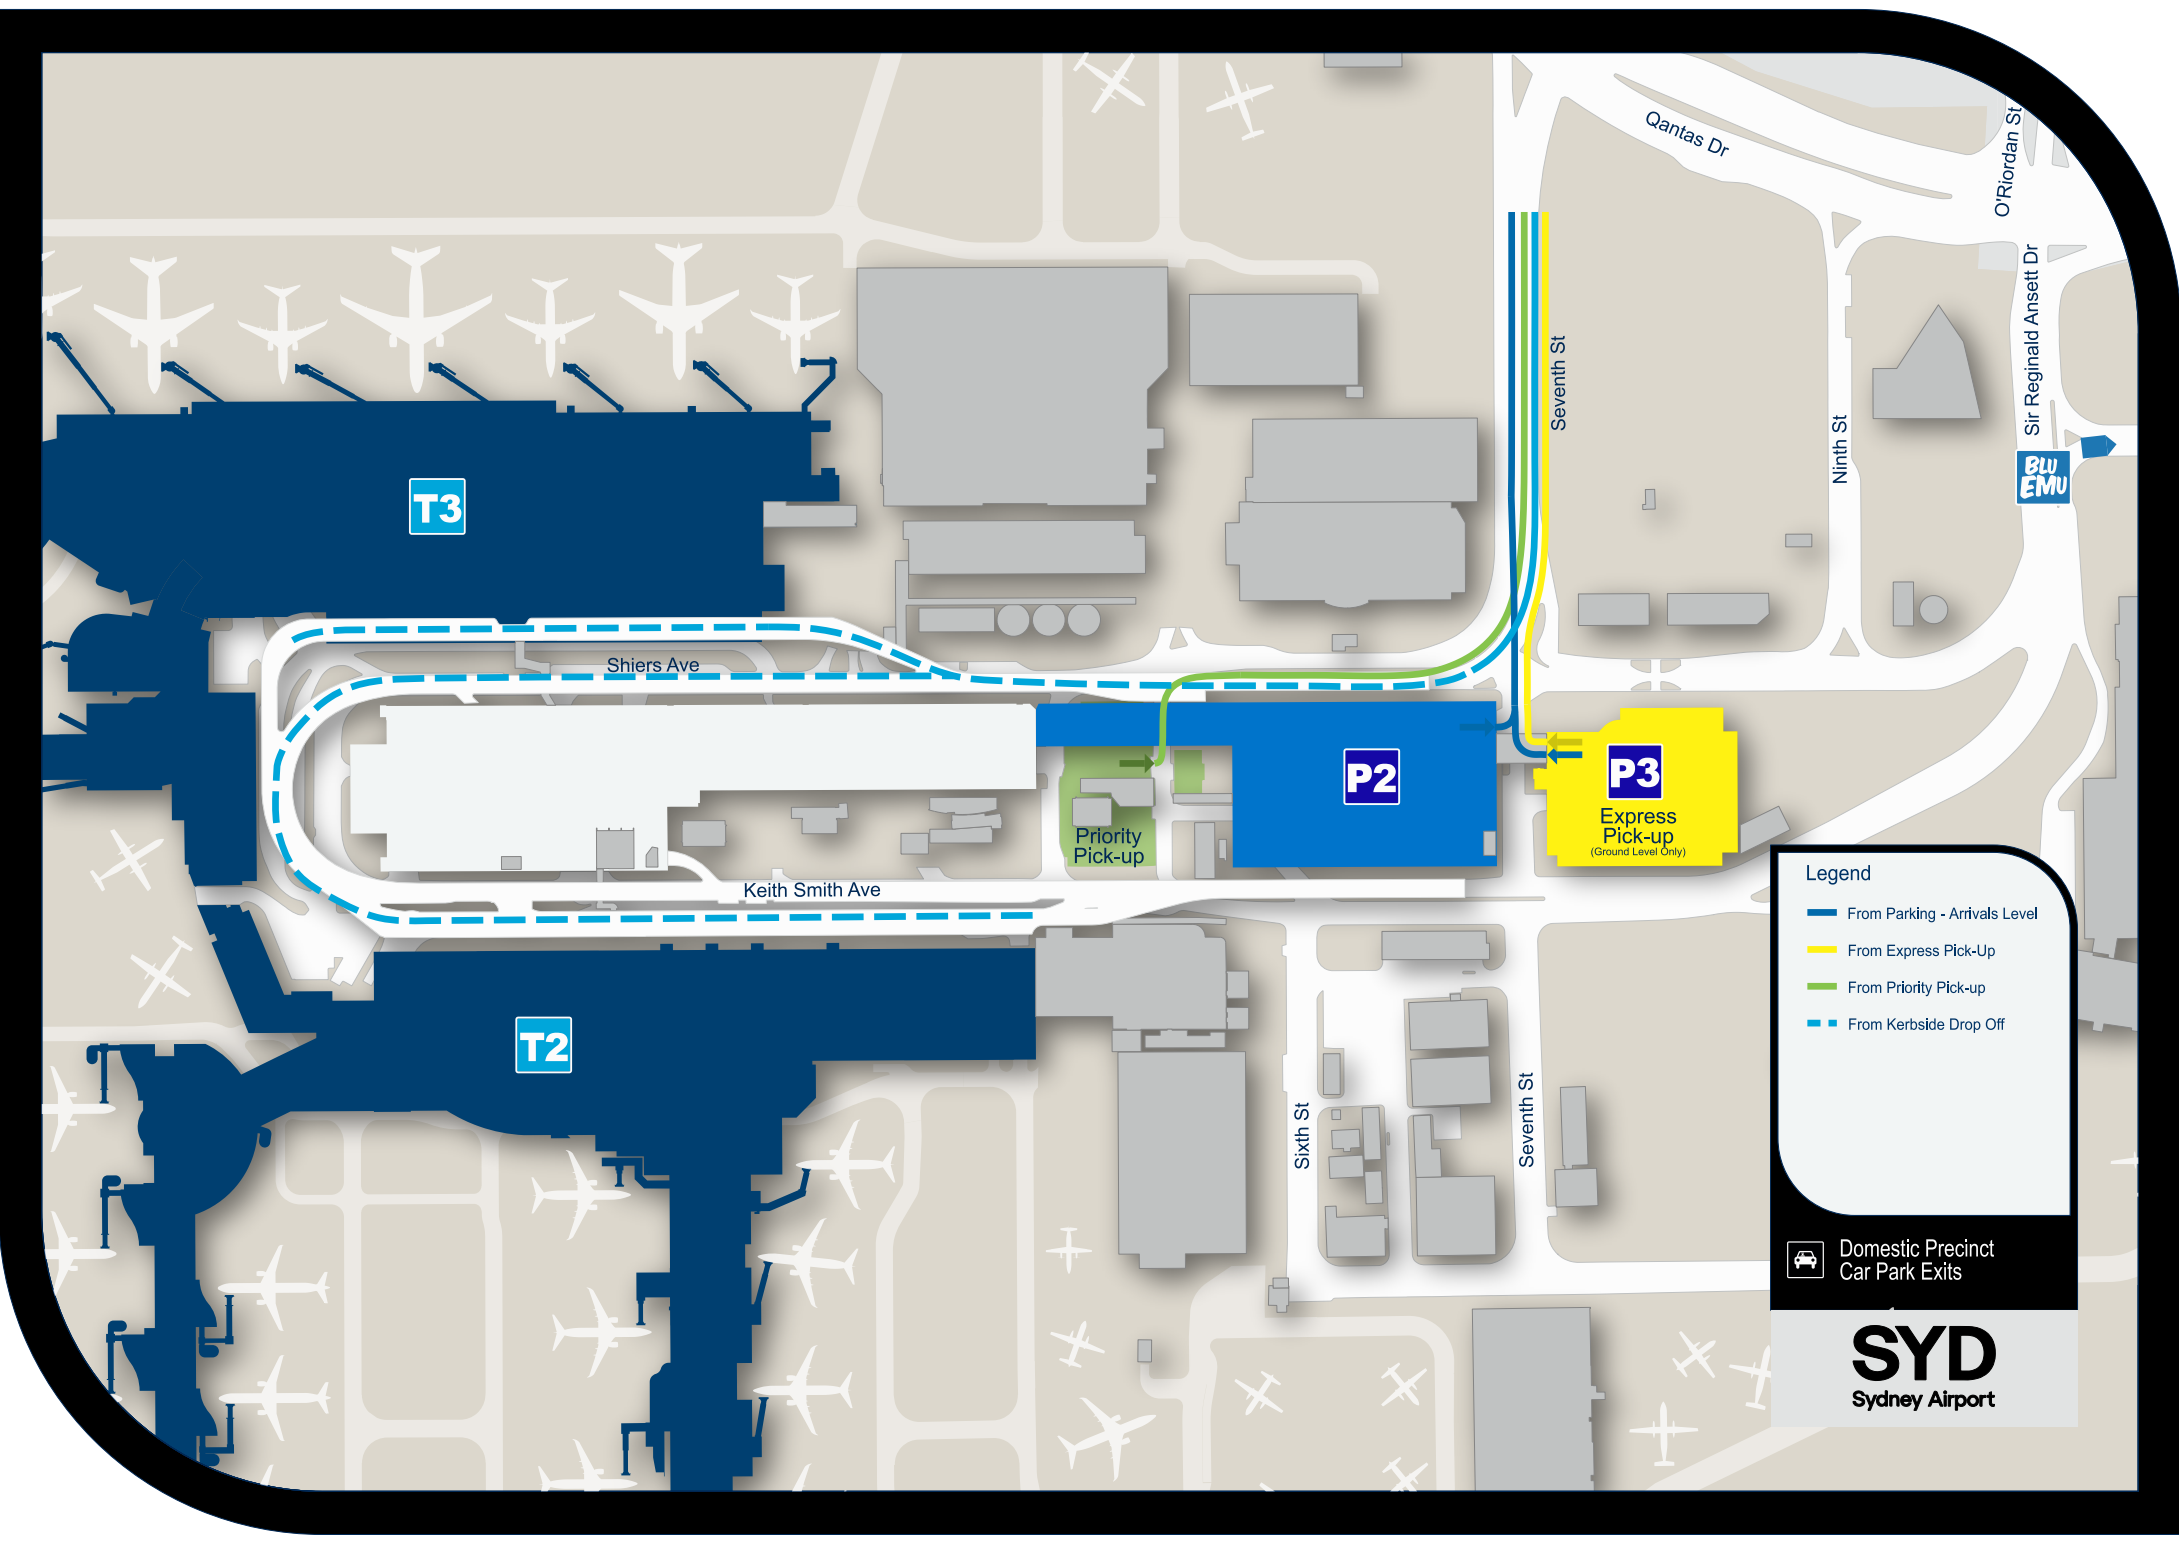 Qantas Dr
O'Riordan St
Sir Reginald Ansett Dr
Seventh St
Ninth St
BLU
EMU
T3
Shiers Ave
P2
P3
Express
Pick-up
(Ground Level Only)
Priority
Pick-up
Keith Smith Ave
T2
Sixth St
Seventh St
Legend
From Parking - Arrivals Level
From Express Pick-Up
From Priority Pick-up
From Kerbside Drop Off
Domestic Precinct
Car Park Exits
SYD
Sydney Airport